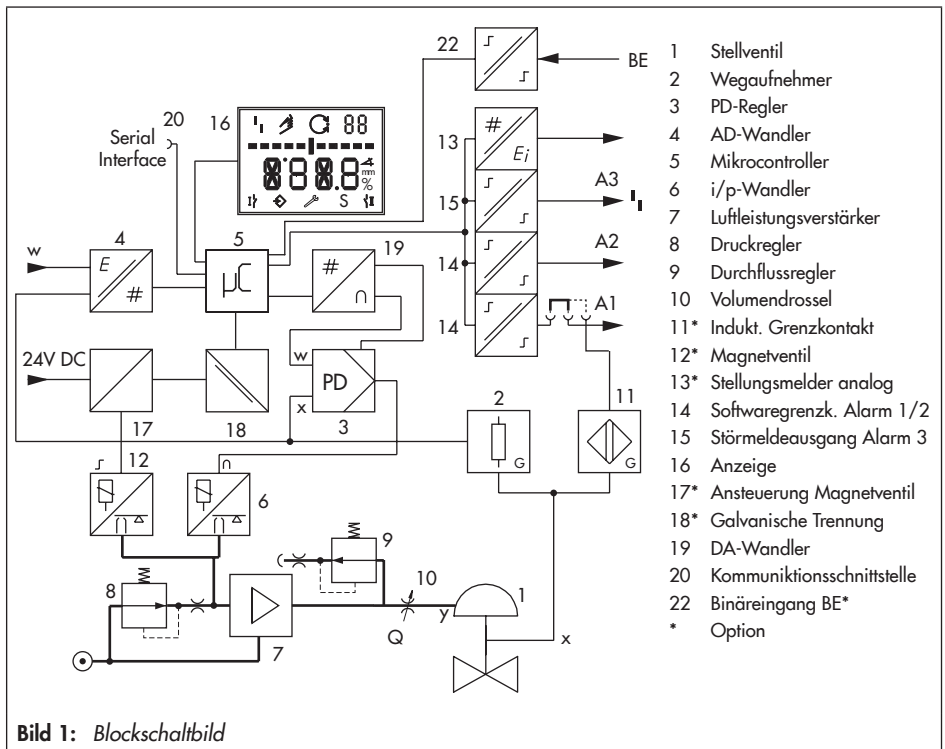 22
BE
20
Serial
Interface
16
88
88.8
mm
%
S
13
#
Ei
15
A3
14
A2
14
A1
w
4
E
#
5
µC
#
19
24V DC
w
PD
x
3
2
G
11
G
17
18
12
6
8
7
9
10
Q
y
1
x
1 Stellventil
2 Wegaufnehmer
3 PD-Regler
4 AD-Wandler
5 Mikrocontroller
6 i/p-Wandler
7 Luftleistungsverstärker
8 Druckregler
9 Durchflussregler
10 Volumendrossel
11* Indukt. Grenzkontakt
12* Magnetventil
13* Stellungsmelder analog
14 Softwaregrenzk. Alarm 1/2
15 Störmeldeausgang Alarm 3
16 Anzeige
17* Ansteuerung Magnetventil
18* Galvanische Trennung
19 DA-Wandler
20 Kommuniktionsschnittstelle
22 Binäreingang BE*
* Option
Bild 1: Blockschaltbild